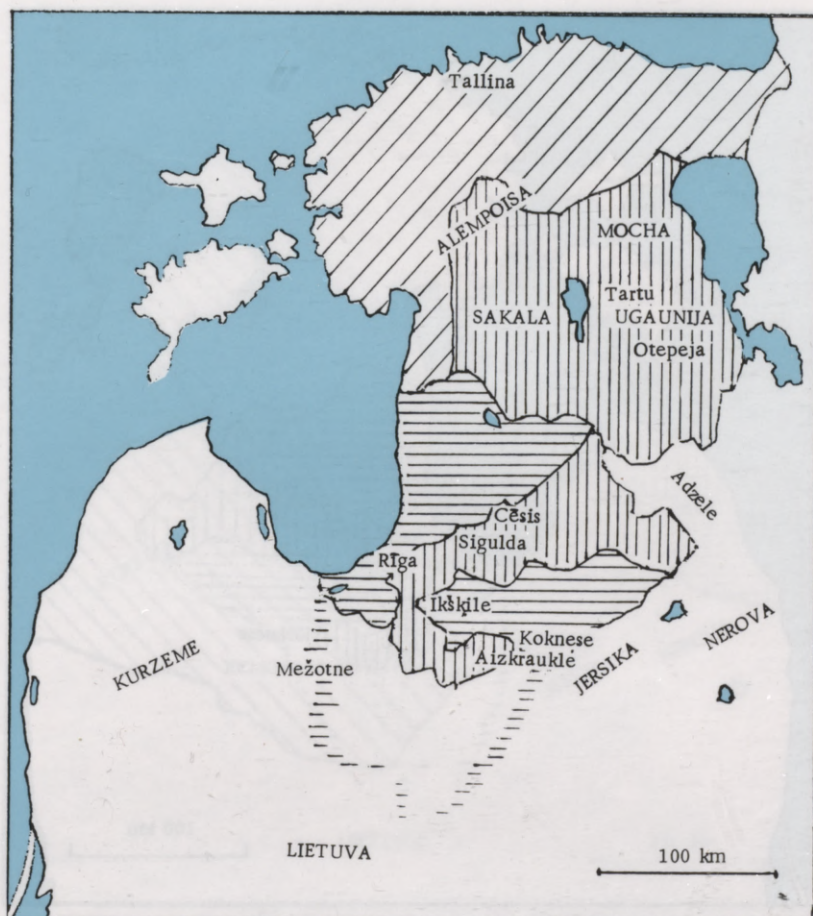 Tallina
ALEMPOISA
MOCHA
Tartu
SAKALA
UGAUNIJA
Otepeja
Adzele
Cēsis
Sigulda
Rīga
Ikšķile
Koknese
NEROVA
Aizkraukle
JERSIKA
KURZEME
Mežotne
LIETUVA
100 km